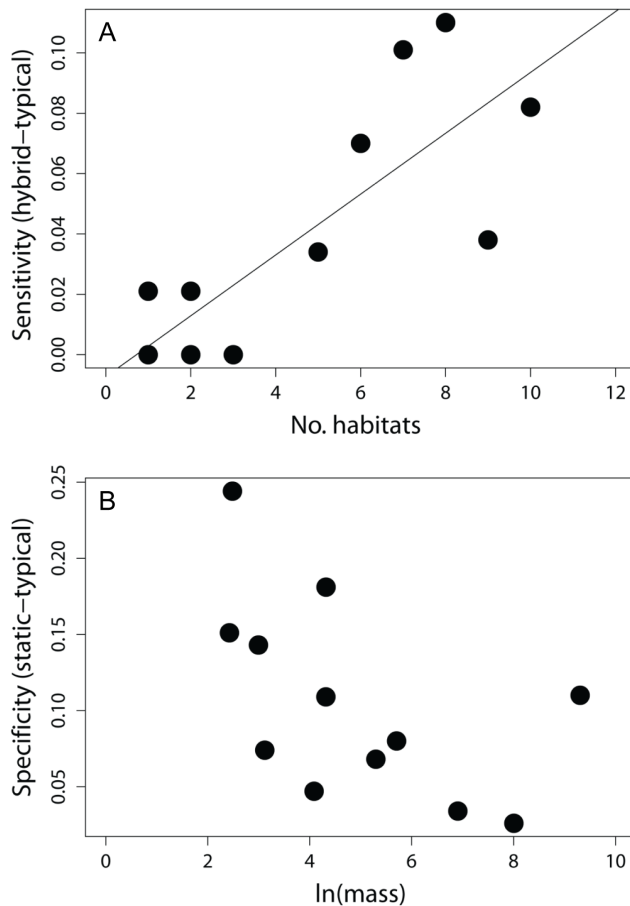 A
Sensitivity (hybrid–typical)
0.10
0.08
0.06
0.04
0.02
0.00
0 2 4 6 8 10 12
No. habitats
B
Specificity (static–typical)
0.25
0.20
0.15
0.10
0.05
0 2 4 6 8 10
ln(mass)